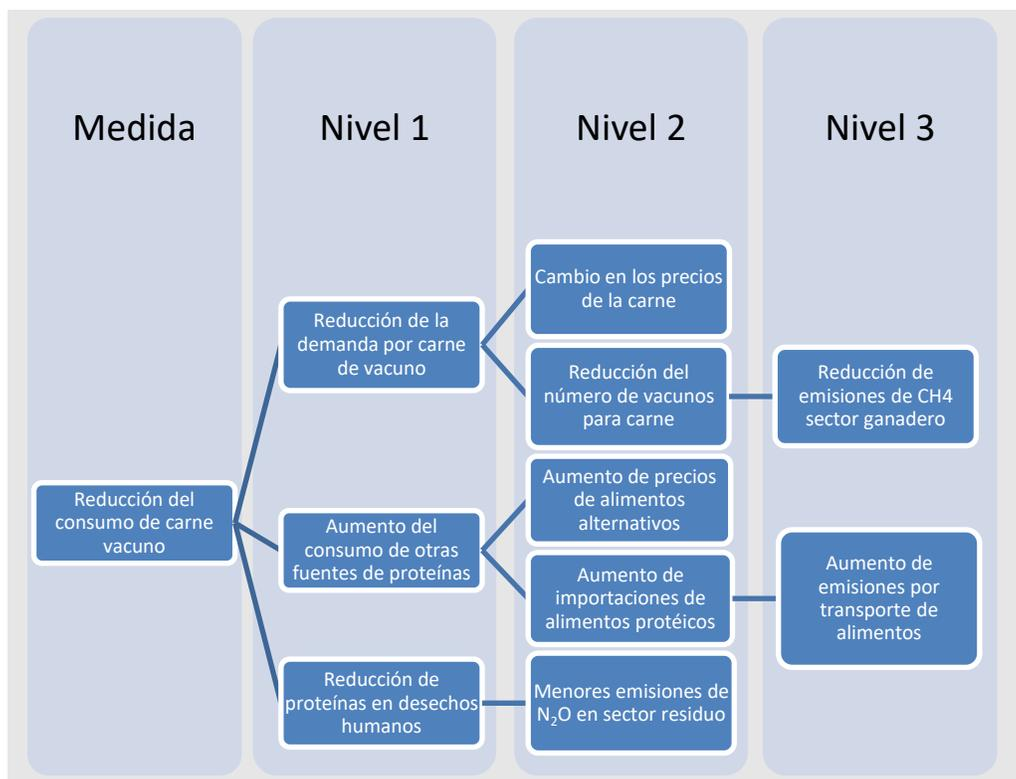 Medida
Nivel 1
Nivel 2
Nivel 3
Reducción del
consumo de carne
vacuno
Reducción de la
demanda por carne
de vacuno
Aumento del
consumo de otras
fuentes de proteínas
Reducción de
proteínas en desechos
humanos
Cambio en los precios
de la carne
Reducción del
número de vacunos
para carne
Aumento de precios
de alimentos
alternativos
Aumento de
importaciones de
alimentos protéicos
Menores emisiones de
N₂O en sector residuo
Reducción de
emisiones de CH4
sector ganadero
Aumento de
emisiones por
transporte de
alimentos